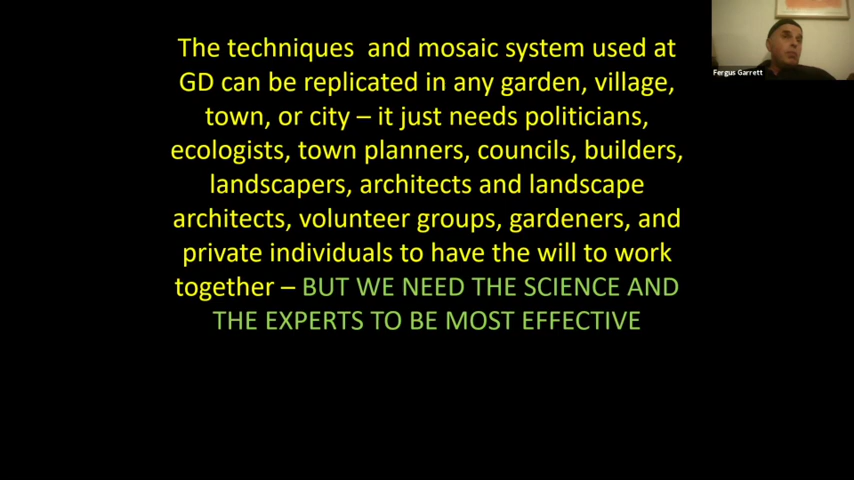 The techniques  and mosaic system used at
GD can be replicated in any garden, village,
town, or city – it just needs politicians,
ecologists, town planners, councils, builders,
landscapers, architects and landscape
architects, volunteer groups, gardeners, and
private individuals to have the will to work
together – BUT WE NEED THE SCIENCE AND
THE EXPERTS TO BE MOST EFFECTIVE
Fergus Garrett